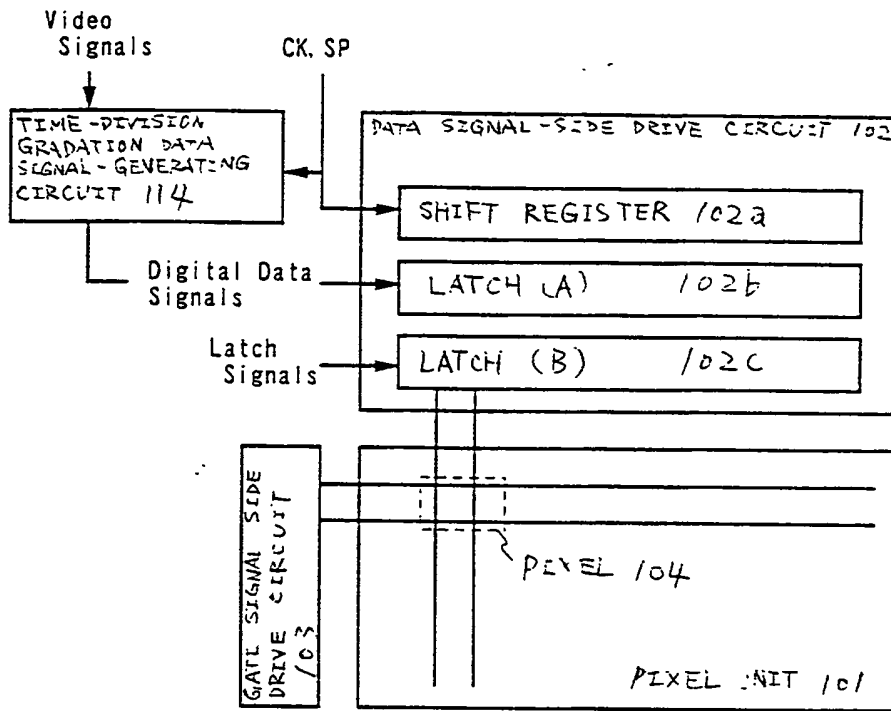 Video
Signals
CK, SP
TIME-DIVISION
GRADATION DATA
SIGNAL-GENERATING
CIRCUIT 114
DATA SIGNAL-SIDE DRIVE CIRCUIT 102
SHIFT REGISTER 102a
Digital Data
Signals
LATCH (A) 102b
Latch
Signals
LATCH (B) 102c
GATE SIGNAL SIDE
DRIVE CIRCUIT
103
PIXEL 104
PIXEL UNIT 101